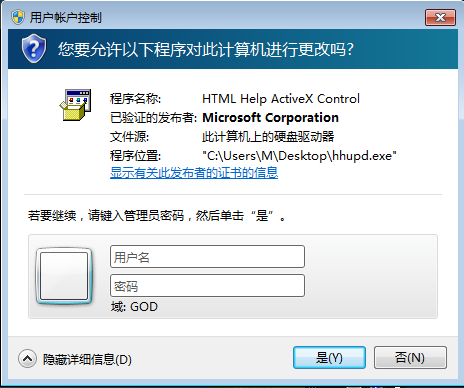 用户帐户控制
您要允许以下程序对此计算机进行更改吗?
程序名称: HTML Help ActiveX Control
已验证的发布者: Microsoft Corporation
文件源: 此计算机上的硬盘驱动器
程序位置: "C:\Users\M\Desktop\hhupd.exe"
显示有关此发布者的证书的信息
若要继续，请键入管理员密码，然后单击“是”。
用户名
密码
域: GOD
隐藏详细信息(D)
是(Y)
否(N)